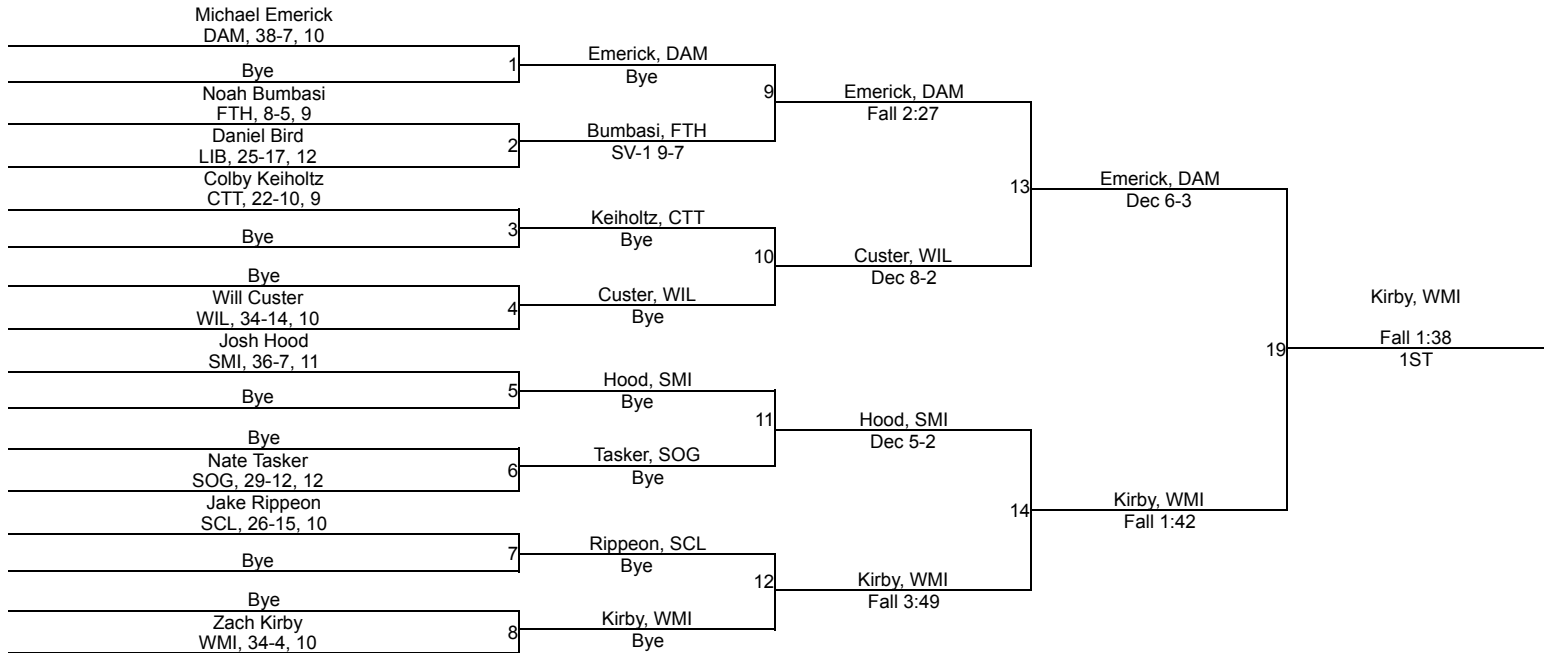 Michael Emerick
DAM, 38-7, 10
Bye
1
Emerick, DAM
Bye
Noah Bumbasi
FTH, 8-5, 9
Daniel Bird
LIB, 25-17, 12
2
Bumbasi, FTH
SV-1 9-7
9
Emerick, DAM
Fall 2:27
Colby Keiholtz
CTT, 22-10, 9
Bye
3
Keiholtz, CTT
Bye
Bye
Will Custer
WIL, 34-14, 10
4
Custer, WIL
Bye
10
Custer, WIL
Dec 8-2
13
Emerick, DAM
Dec 6-3
Josh Hood
SMI, 36-7, 11
Bye
5
Hood, SMI
Bye
Bye
Nate Tasker
SOG, 29-12, 12
6
Tasker, SOG
Bye
11
Hood, SMI
Dec 5-2
Jake Rippeon
SCL, 26-15, 10
Bye
7
Rippeon, SCL
Bye
Bye
Zach Kirby
WMI, 34-4, 10
8
Kirby, WMI
Bye
12
Kirby, WMI
Fall 3:49
14
Kirby, WMI
Fall 1:42
19
Kirby, WMI
Fall 1:38
1ST